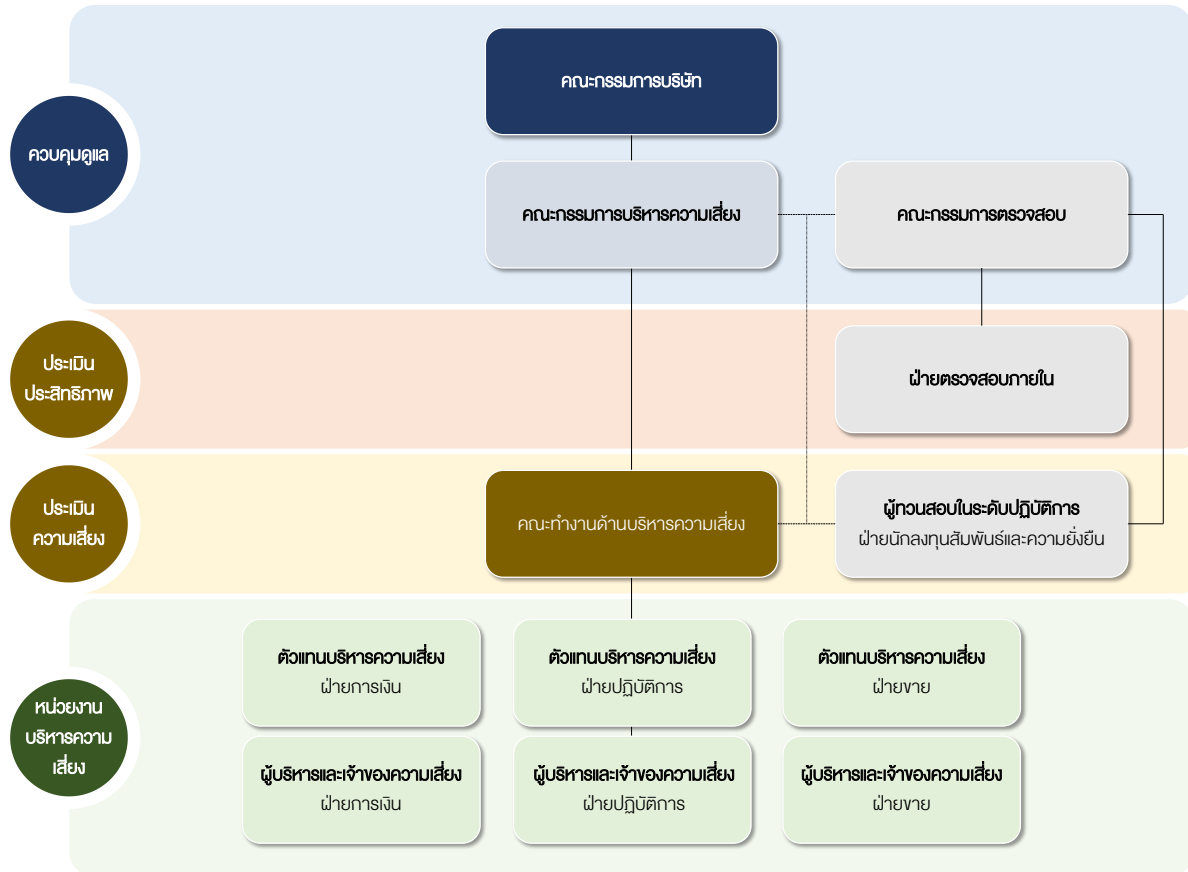 คณะกรรมการบริษัท
ควบคุมดูแล
คณะกรรมการบริหารความเสี่ยง
คณะกรรมการตรวจสอบ
ประเมิน
ประสิทธิภาพ
ฝ่ายตรวจสอบภายใน
ประเมิน
ความเสี่ยง
คณะทำงานด้านบริหารความเสี่ยง
ผู้ทวนสอบในระดับปฏิบัติการ
ฝ่ายนักลงทุนสัมพันธ์และความยั่งยืน
หน่วยงาน
บริหารความ
เสี่ยง
ตัวแทนบริหารความเสี่ยง
ฝ่ายการเงิน
ตัวแทนบริหารความเสี่ยง
ฝ่ายปฏิบัติการ
ตัวแทนบริหารความเสี่ยง
ฝ่ายขาย
ผู้บริหารและเจ้าของความเสี่ยง
ฝ่ายการเงิน
ผู้บริหารและเจ้าของความเสี่ยง
ฝ่ายปฏิบัติการ
ผู้บริหารและเจ้าของความเสี่ยง
ฝ่ายขาย